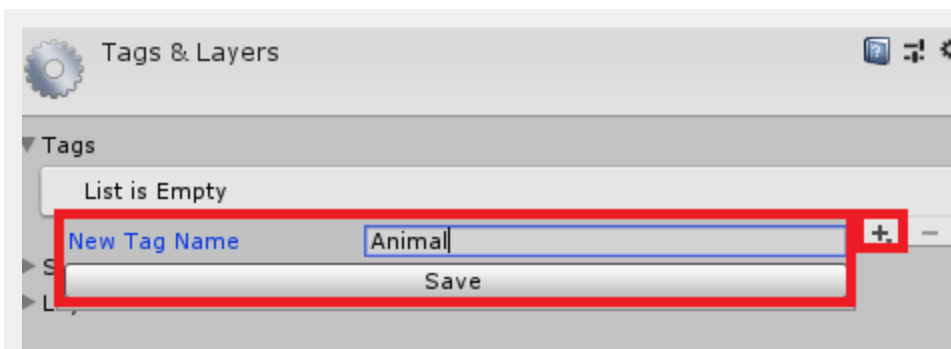 Tags & Layers
Tags
List is Empty
New Tag Name Animal
Save